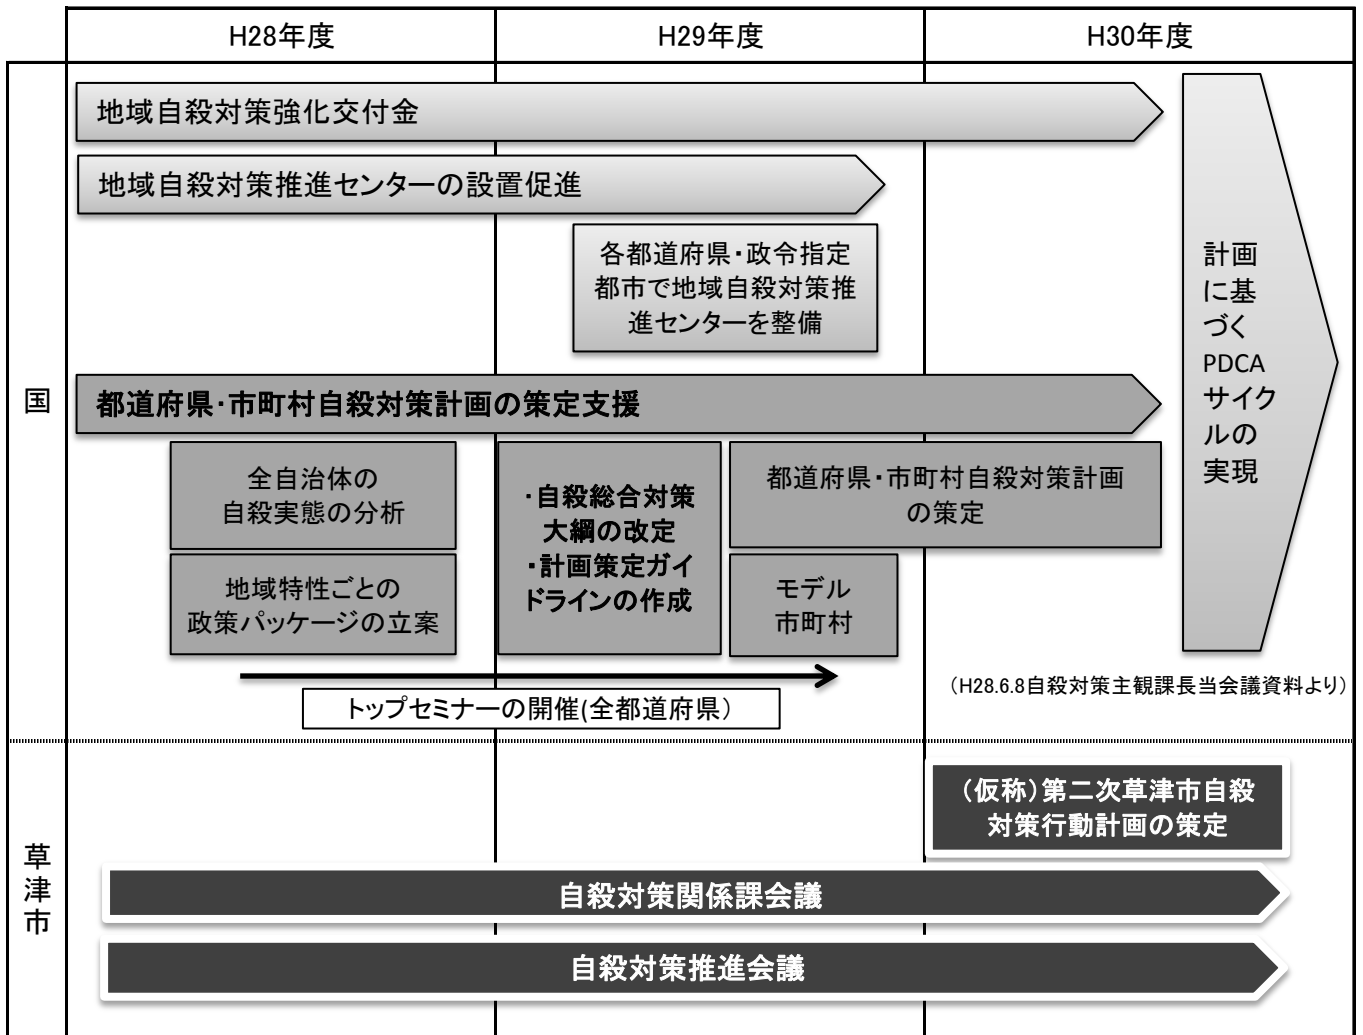 H28年度
H29年度
H30年度
国
地域自殺対策強化交付金
地域自殺対策推進センターの設置促進
各都道府県・政令指定
都市で地域自殺対策推
進センターを整備
計画
に基
づく
PDCA
サイク
ルの
実現
都道府県・市町村自殺対策計画の策定支援
全自治体の
自殺実態の分析
地域特性ごとの
政策パッケージの立案
・自殺総合対策
大綱の改定
・計画策定ガイ
ドラインの作成
都道府県・市町村自殺対策計画
の策定
モデル
市町村
トップセミナーの開催(全都道府県）
（H28.6.8自殺対策主観課長当会議資料より）
草
津
市
（仮称）第二次草津市自殺
対策行動計画の策定
自殺対策関係課会議
自殺対策推進会議